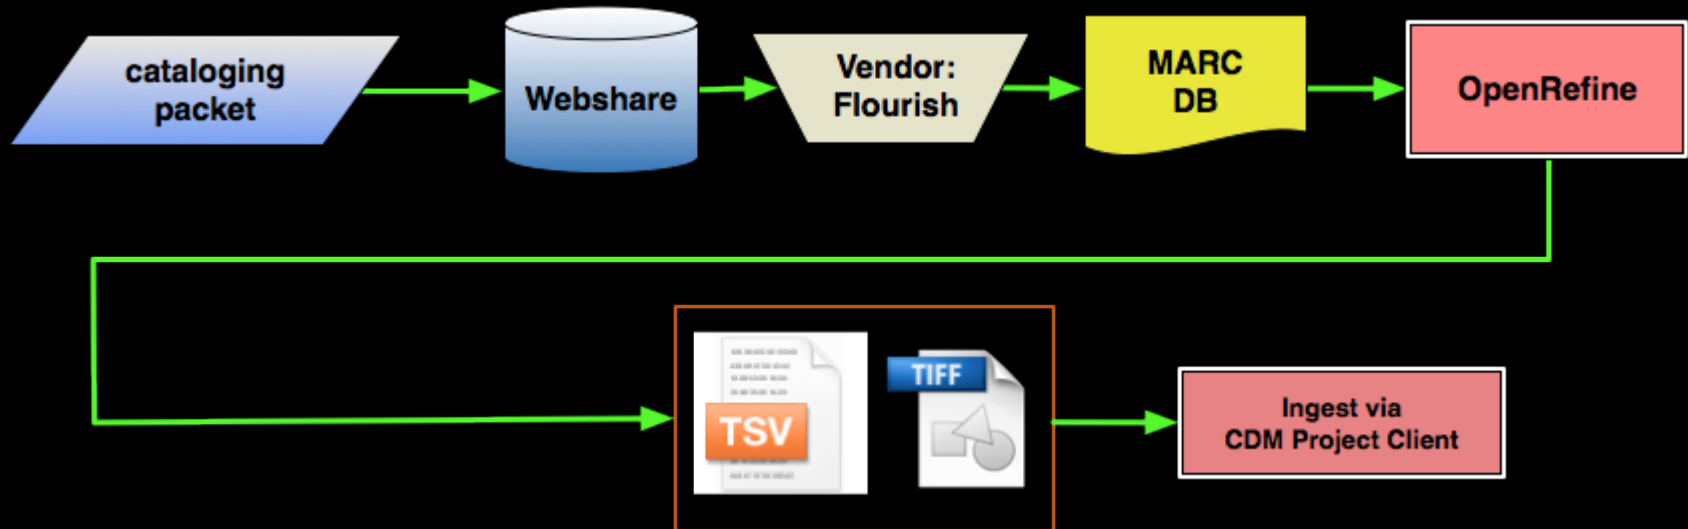 cataloging
packet
Webshare
Vendor:
Flourish
MARC
DB
OpenRefine
TSV
TIFF
Ingest via
CDM Project Client